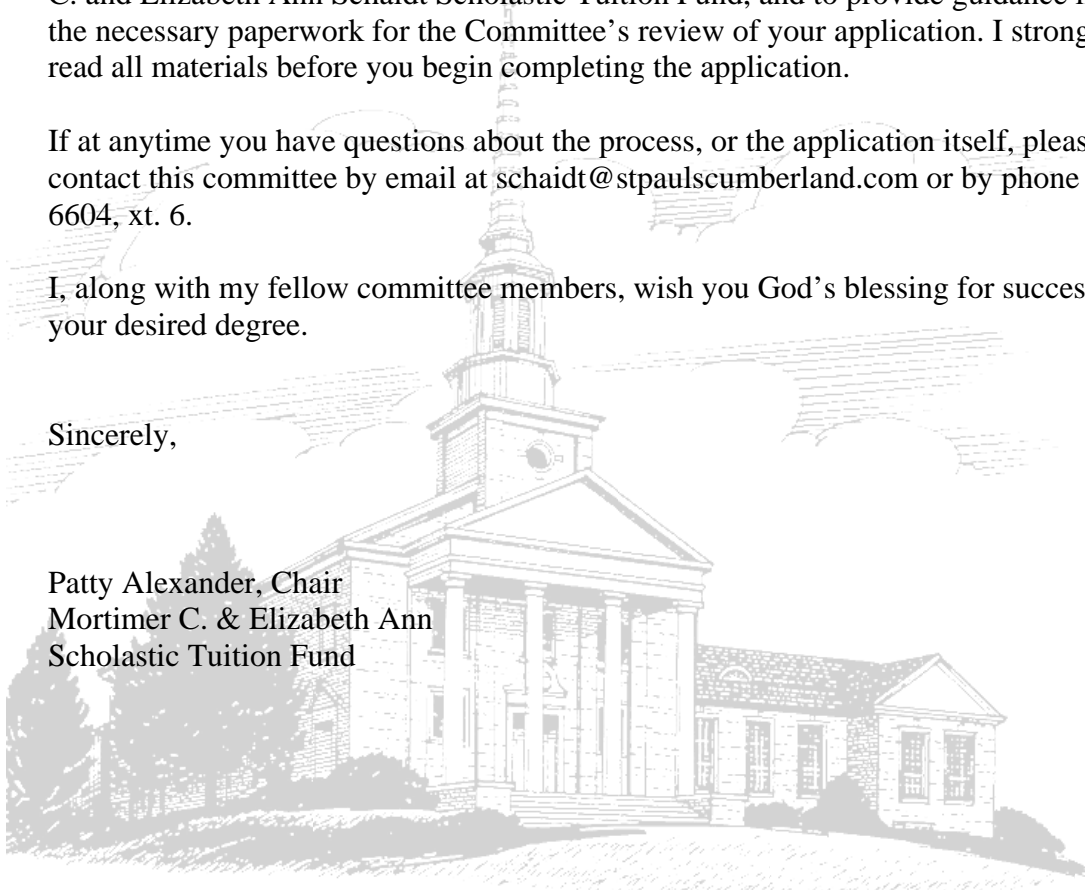 C. and Elizabeth Ann Schaidt Scholastic Tuition Fund, and to provide guidance
the necessary paperwork for the Committee’s review of your application. I
read all materials before you begin completing the application.
If at anytime you have questions about the process, or the application itself,
contact this committee by email at schaidt@stpaulscumberland.com or by phone
6604, xt. 6.
I, along with my fellow committee members, wish you God’s blessing for
your desired degree.
Sincerely,
Patty Alexander, Chair
Mortimer C. & Elizabeth Ann
Scholastic Tuition Fund